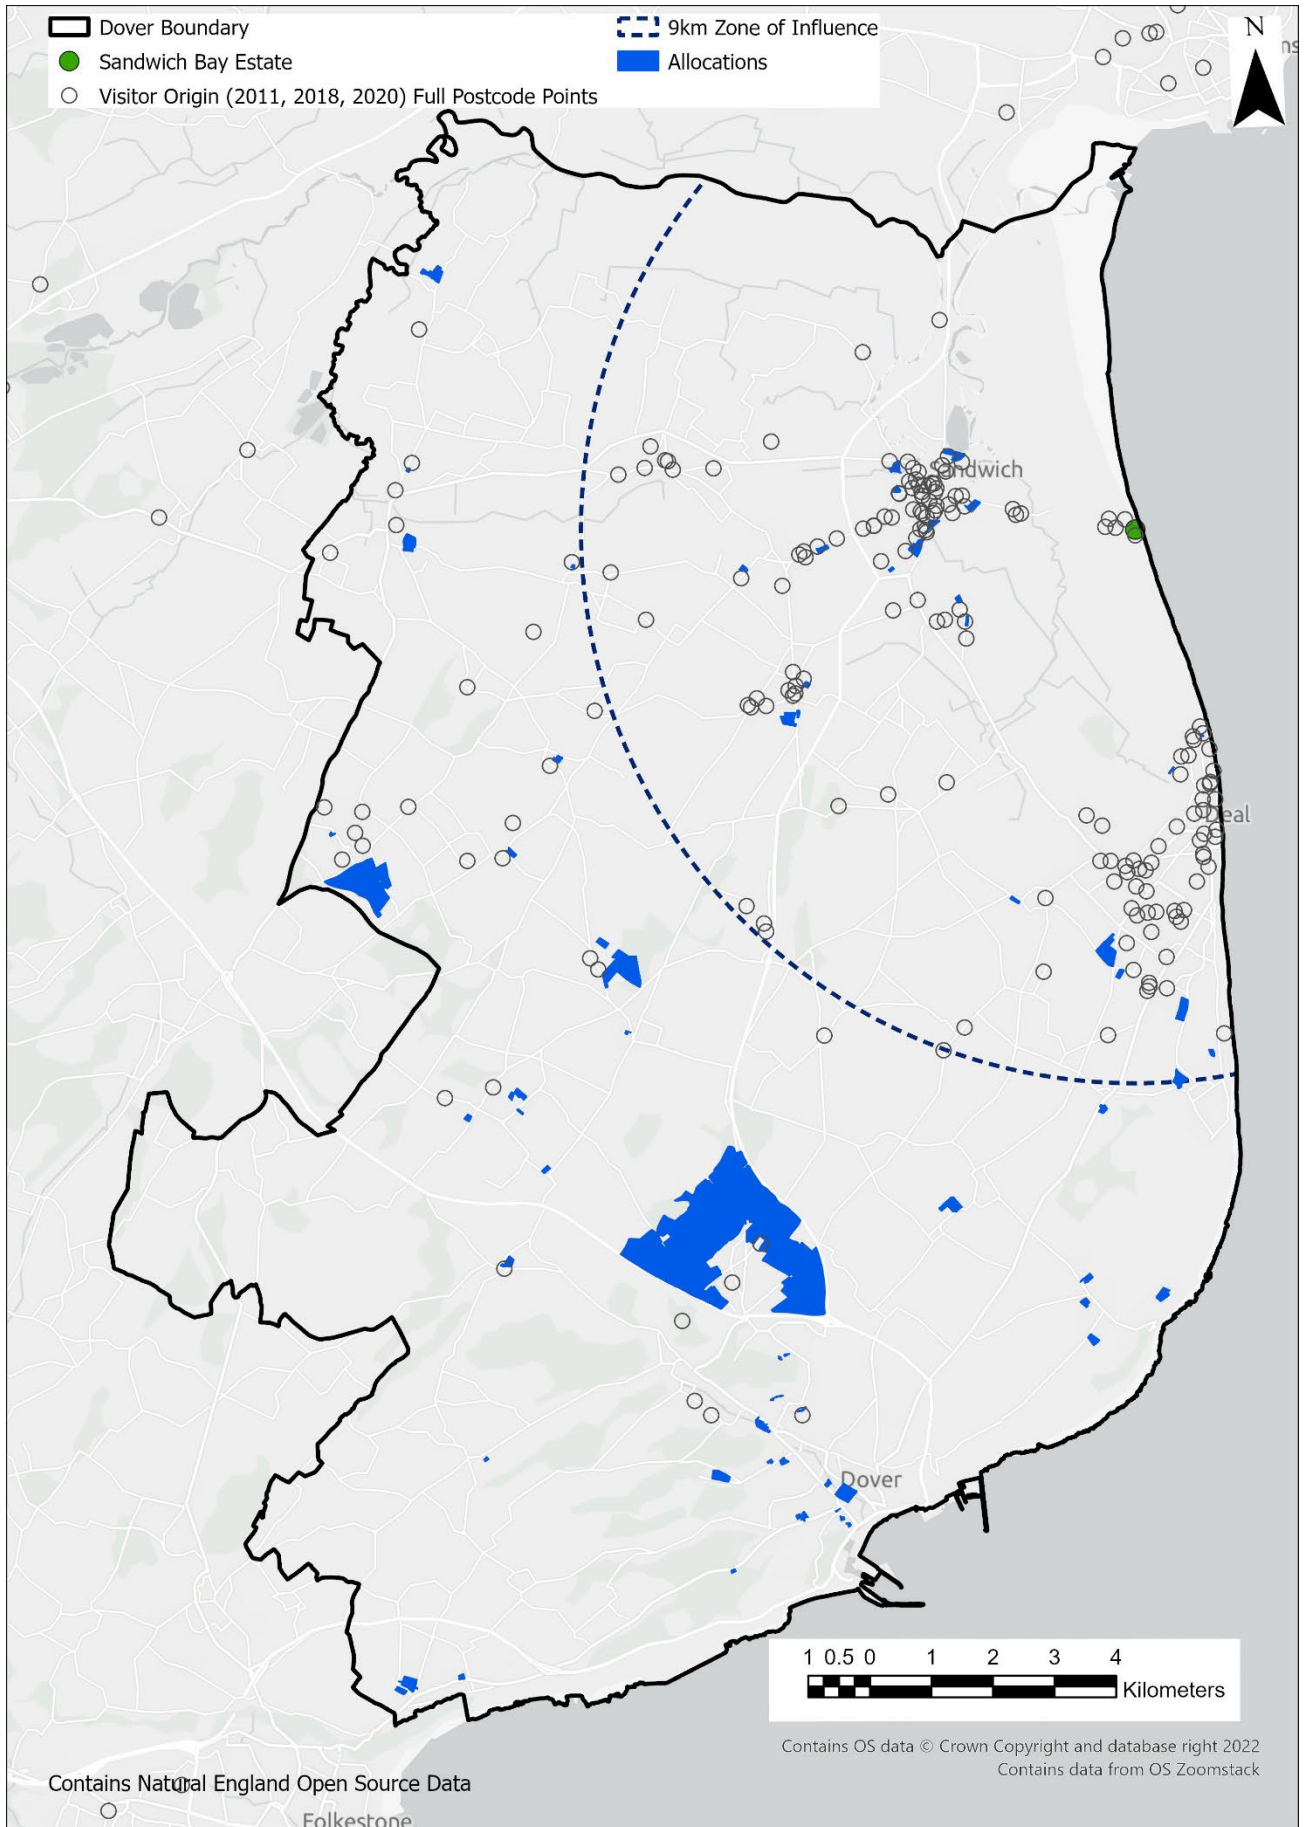 Dover Boundary
9km Zone of Influence
N
Sandwich Bay Estate
Allocations
Visitor Origin (2011, 2018, 2020) Full Postcode Points
Deal
Dover
1 0.5 0 1 2 3 4
Kilometers
Contains OS data © Crown Copyright and database right 2022
Contains data from OS Zoomstack
Contains Natural England Open Source Data
Folkestone